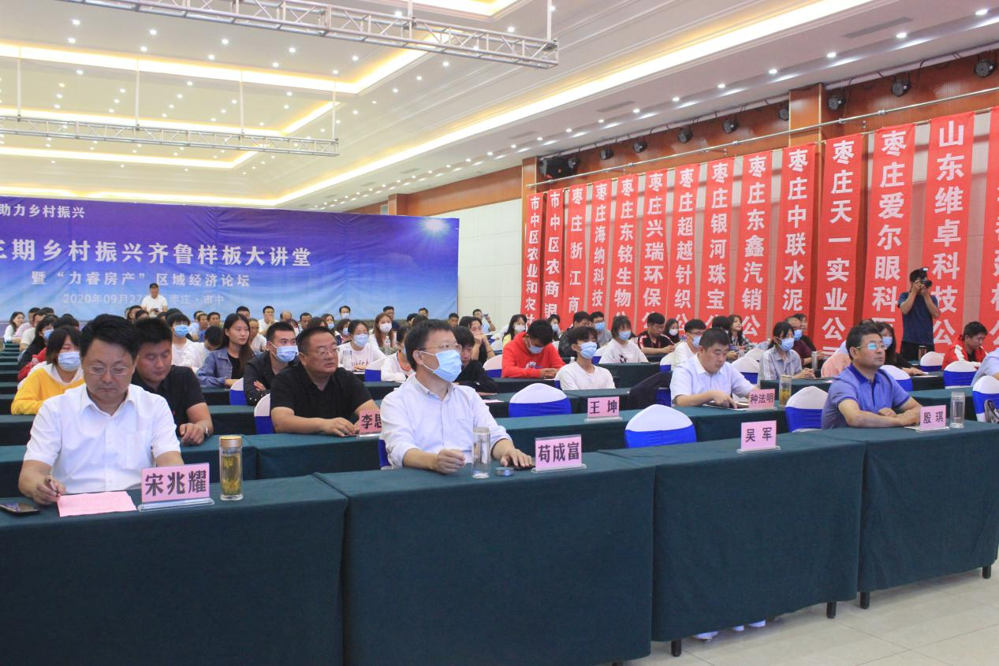 助力乡村振兴
三期乡村振兴齐鲁样板大讲堂
暨“力睿房产”区域经济论坛
2020年09月27
枣庄·市中
市中区农业和农
市中区农商银
枣庄浙江商
枣庄海纳科技
枣庄东铭生物
枣庄兴瑞环保
枣庄超越针织
枣庄银河珠宝公
枣庄东鑫汽销
枣庄中联水泥
枣庄天一实业公司
枣庄爱尔眼科
山东维卓科技公
宋兆耀
李思
荀成富
王坤
种法明
吴军
殷琪